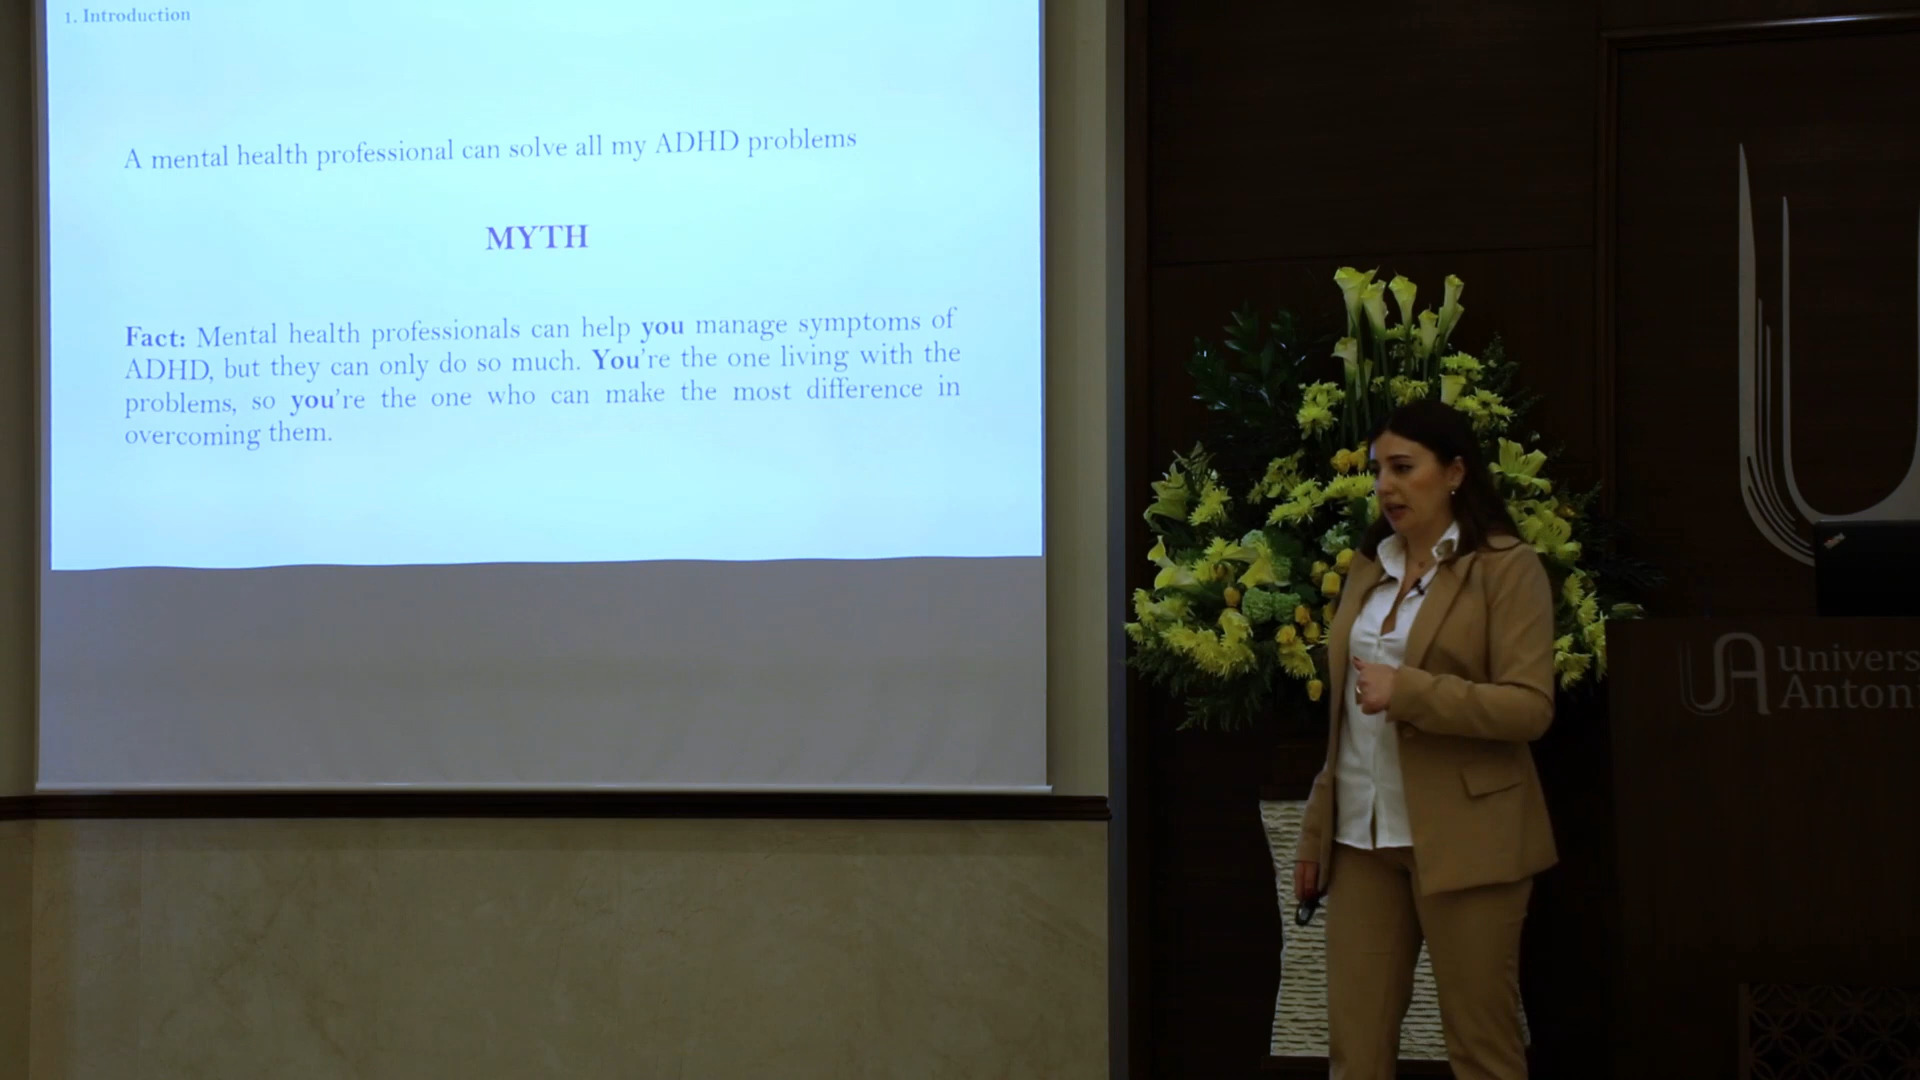 1. Introduction
A mental health professional can solve all my ADHD problems
MYTH
Fact: Mental health professionals can help you manage symptoms of
ADHD, but they can only do so much. You're the one living with the
problems, so you're the one who can make the most difference in
overcoming them.
UA
Univers
Anton